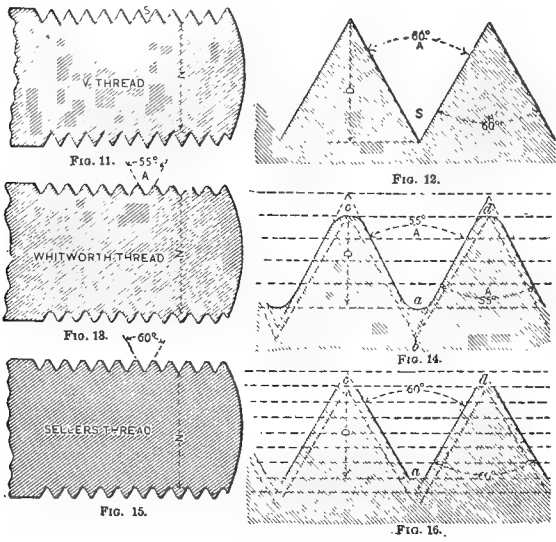 S
V. THREAD
N
FIG. 11.
60°
A
D
S
B
60°
FIG. 12.
55°
A
WHITWORTH THREAD
N
FIG. 13.
c
d
55°
A
D
a
A
55°
b
FIG. 14.
60°
SELLERS THREAD
N
FIG. 15.
c
d
60°
D
a
60°
FIG. 16.